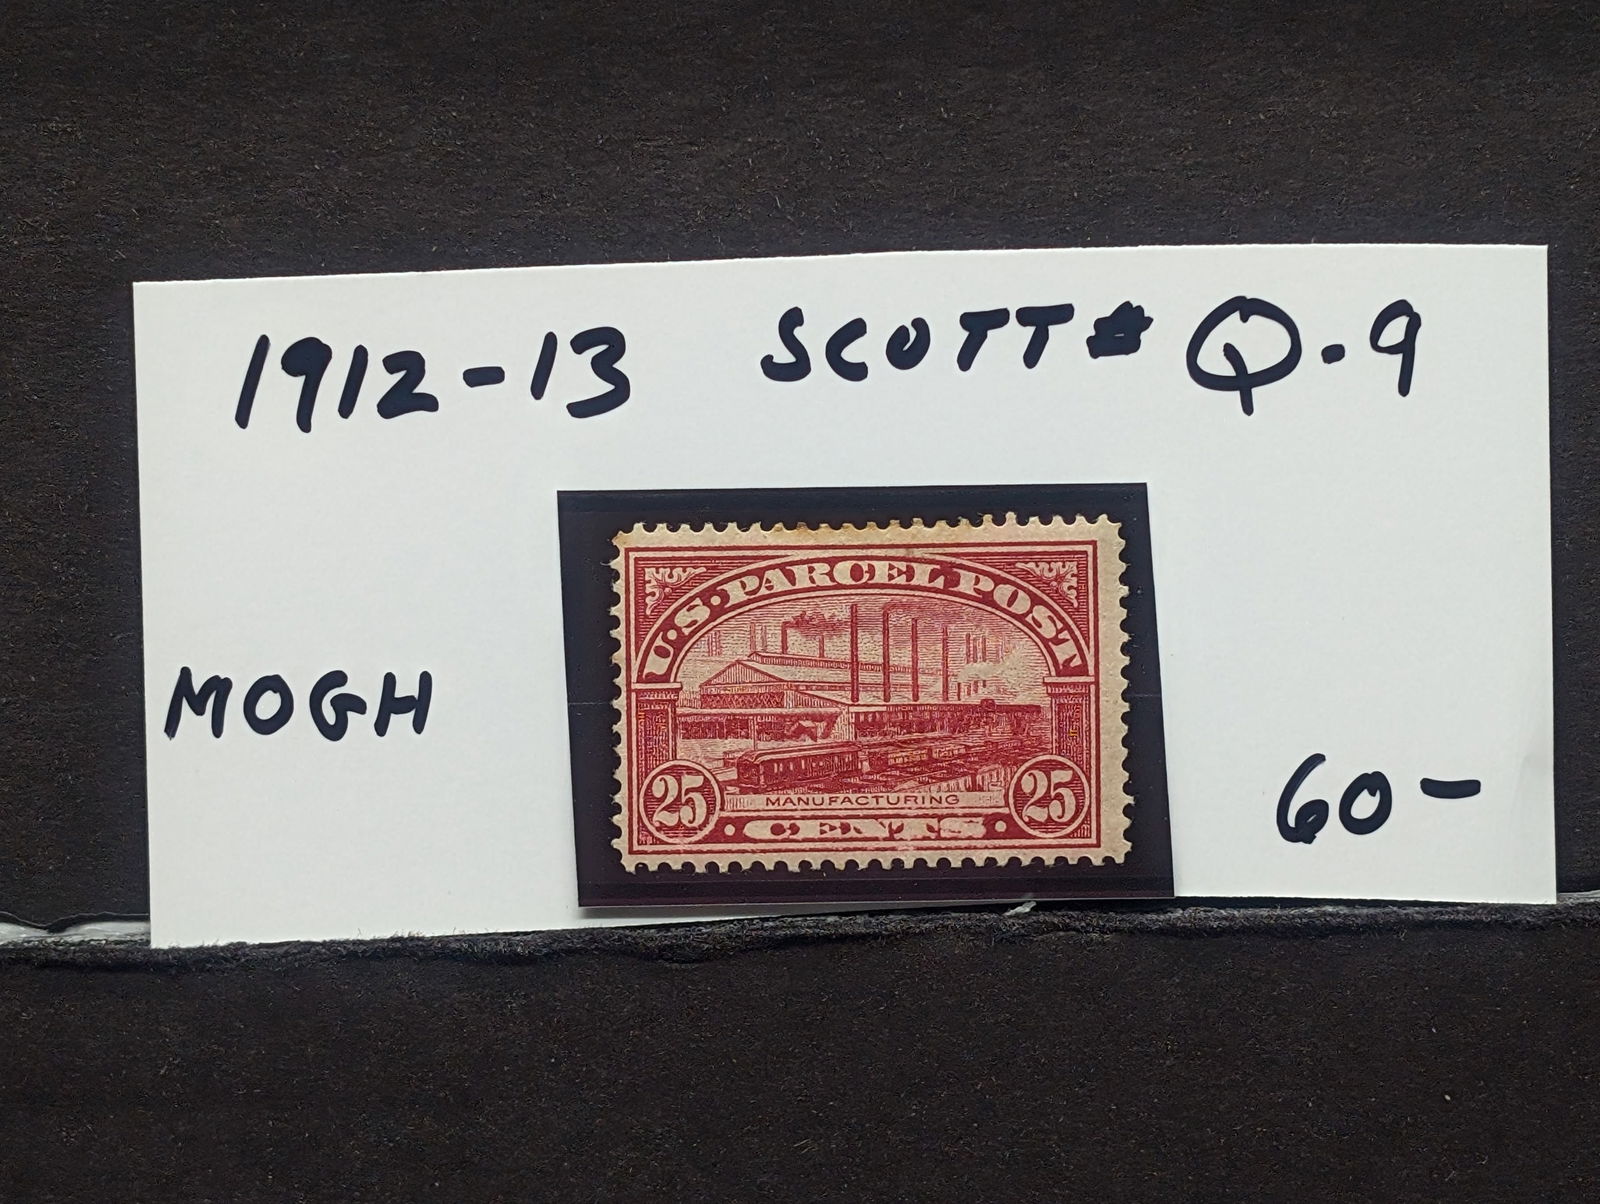 1912-13 SCOTT# Q-9
U.S. PARCEL POST
MOGH
25 MANUFACTURING 25
· CENTS ·
60-